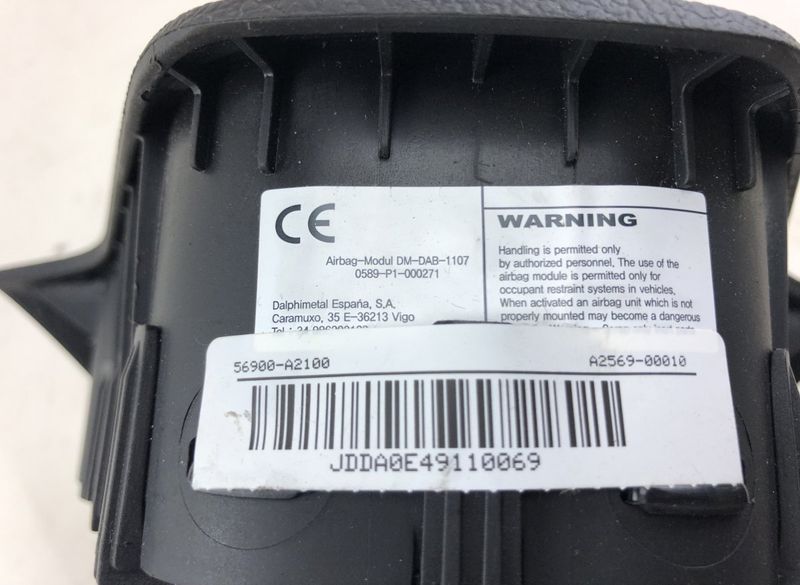 CE
Airbag-Modul DM-DAB-1107
0589-P1-000271
Dalphimetal España, S,A,
Caramuxo, 35 E-36213 Vigo
WARNING
Handling is permitted only
by authorized personnel, The use of the
airbag module is permitted only for
occupant restraint systems in vehicles,
When activated an airbag unit which is not
properly mounted may become a dangerous
56900-A2100
A2569-00010
JDDA0E49110069